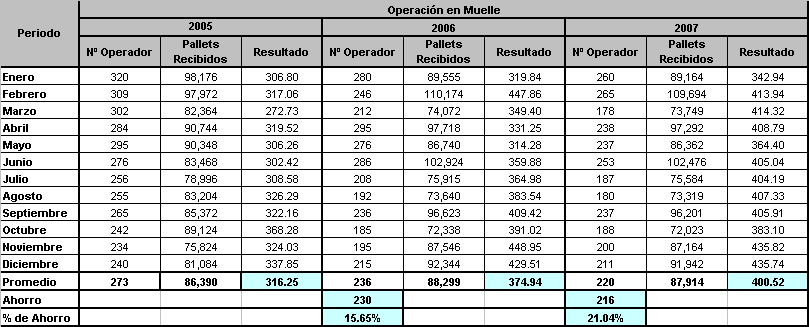 Operación en Muelle
Periodo 2005 2006 2007
Nº Operador Pallets Recibidos Resultado Nº Operador Pallets Recibidos Resultado Nº Operador Pallets Recibidos Resultado
Enero 320 98,176 306.80 280 89,555 319.84 260 89,164 342.94
Febrero 309 97,972 317.06 246 110,174 447.86 265 109,694 413.94
Marzo 302 82,364 272.73 212 74,072 349.40 178 73,749 414.32
Abril 284 90,744 319.52 295 97,718 331.25 238 97,292 408.79
Mayo 295 90,348 306.26 276 86,740 314.28 237 86,362 364.40
Junio 276 83,468 302.42 286 102,924 359.88 253 102,476 405.04
Julio 256 78,996 308.58 208 75,915 364.98 187 75,584 404.19
Agosto 255 83,204 326.29 192 73,640 383.54 180 73,319 407.33
Septiembre 265 85,372 322.16 236 96,623 409.42 237 96,201 405.91
Octubre 242 89,124 368.28 185 72,338 391.02 188 72,023 383.10
Noviembre 234 75,824 324.03 195 87,546 448.95 200 87,164 435.82
Diciembre 240 81,084 337.85 215 92,344 429.51 211 91,942 435.74
Promedio 273 86,390 316.25 236 88,299 374.94 220 87,914 400.52
Ahorro 230 216
% de Ahorro 15.65% 21.04%